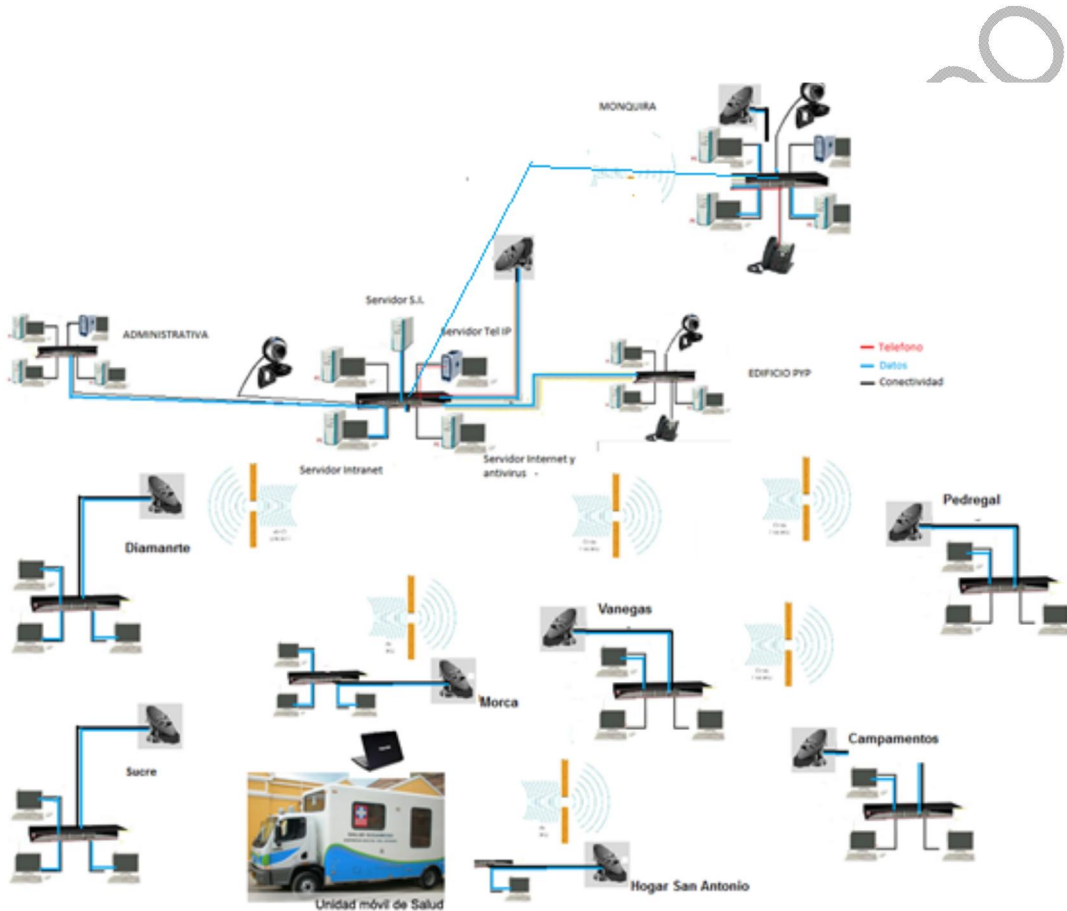 MONQUIRA
Servidor S.I.
ADMINISTRATIVA
Servidor Tel IP
Telefono
Datos
Conectividad
EDIFICIO PYP
Servidor Intranet
Servidor Internet y
antivirus
Diamanrte
Pedregal
Vanegas
Morca
Sucre
Campamentos
Hogar San Antonio
Unidad móvil de Salud